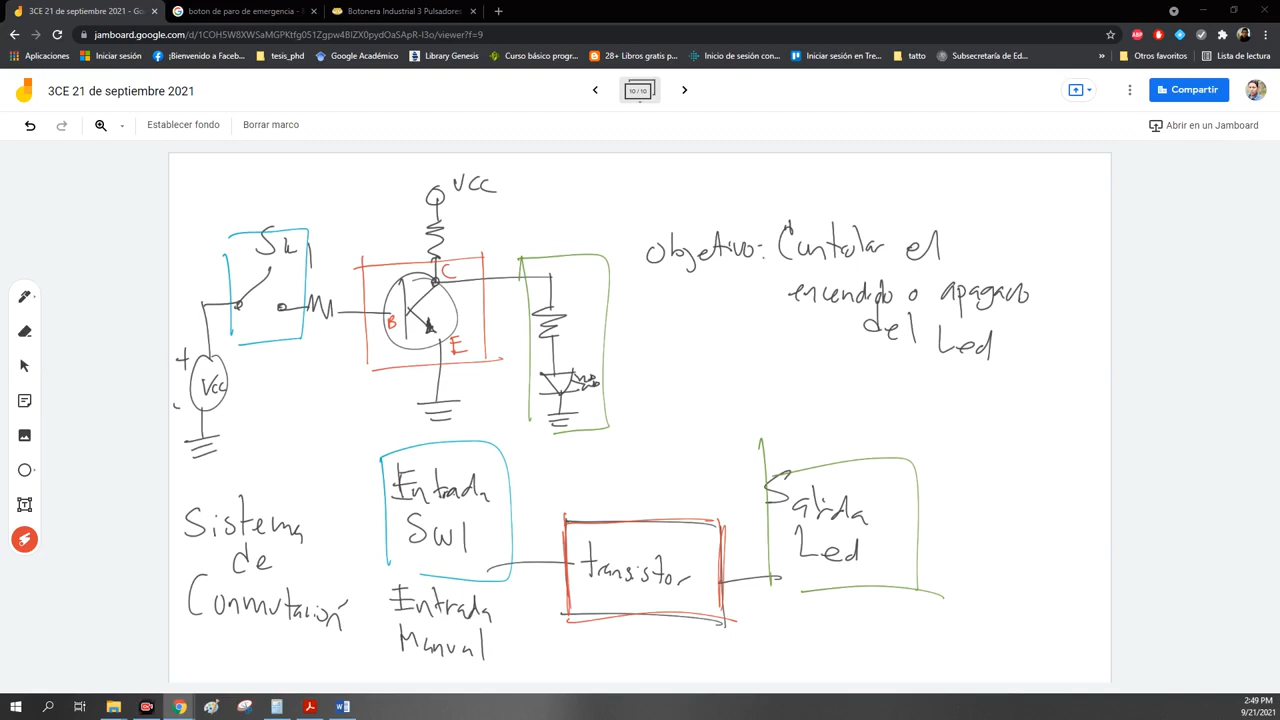 3CE 21 de septiembre 2021 - Go
boton de paro de emergencia - B
Botonera Industrial 3 Pulsadores
jamboard.google.com/d/1COH5W8XWSaMGPKtfg051Zgpw4BIZX0pydOaSApR-I3o/viewer?f=9
Aplicaciones
Iniciar sesión
¡Bienvenido a Faceb...
tesis_phd
Google Académico
Library Genesis
Curso básico progr...
28+ Libros gratis p...
Inicio de sesión con...
Iniciar sesión en Tre...
tatto
Subsecretaría de Ed...
»
Otros favoritos
Lista de lectura
3CE 21 de septiembre 2021
10 / 10
Compartir
Establecer fondo
Borrar marco
Abrir en un Jamboard
VCC
SW1
C
B
E
+
Vcc
-
Objetivo: Controlar el
encendido o apagado
del Led
Sistema
de
Conmutación
Entrada
SW1
Entrada
Manual
transistor
Salida
Led
2:49 PM
9/21/2021